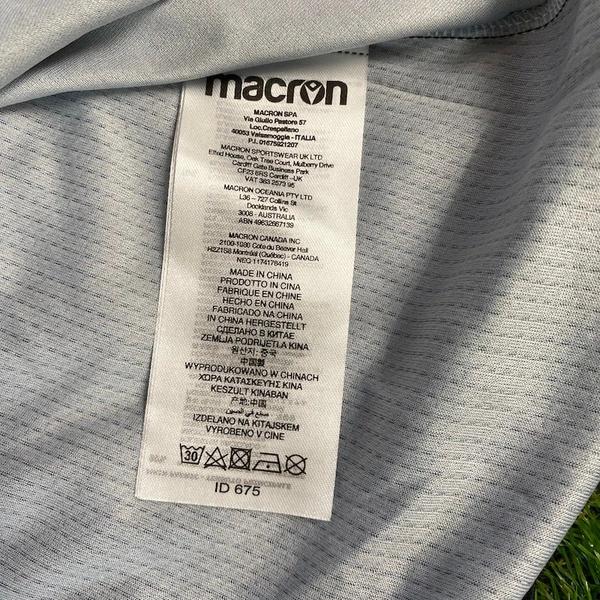 macron
MACRON SPA
Via Giulio Pastore 57
Loc.Crespellano
40053 Valsamoggia - ITALIA
P.I. 01675921207
MACRON SPORTSWEAR UK LTD
Ethel House, Oak Tree Court, Mulberry Drive
Cardiff Gate Business Park
CF23 8RS Cardiff -UK
VAT 363 2573 95
MACRON OCEANIA PTY LTD
L36 – 727 Collins St
Docklands Vic
3008 - AUSTRALIA
ABN 49632667139
MACRON CANADA INC
2100-1080 Cote du Beaver Hall
H2Z1S8 Montréal (Québec) - CANADA
NEQ 1174176419
MADE IN CHINA
PRODOTTO IN CINA
FABRIQUE EN CHINE
HECHO EN CHINA
FABRICADO NA CHINA
IN CHINA HERGESTELLT
СДЕЛАНО В КИТАЕ
ZEMLJA PODRIJETLA KINA
원산지: 중국
中国製
WYPRODUKOWANO W CHINACH
ΧΩΡΑ ΚΑΤΑΣΚΕΥΗΣ ΚΙΝΑ
KESZULT KINABAN
产地:中国
صنع في الصين
IZDELANO NA KITAJSKEM
VYROBENO V CINE
30
ID 675